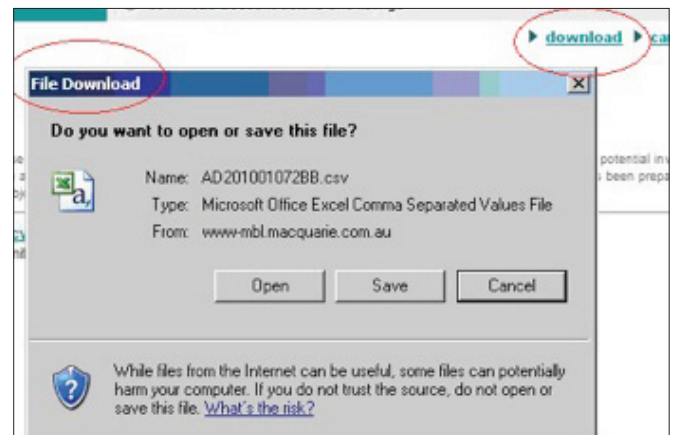 download
File Download
Do you want to open or save this file?
potential
been
Name: AD20100107288.csv
a,
Type: Microsoft Office Excel Comma Separated Values File
From: www-mbl.macquarie.com.au
Open Save Cancel
While files from the Internet can be useful, some files can potentially
harm your computer. If you do not trust the source, do not open or
save this file. What's the risk?